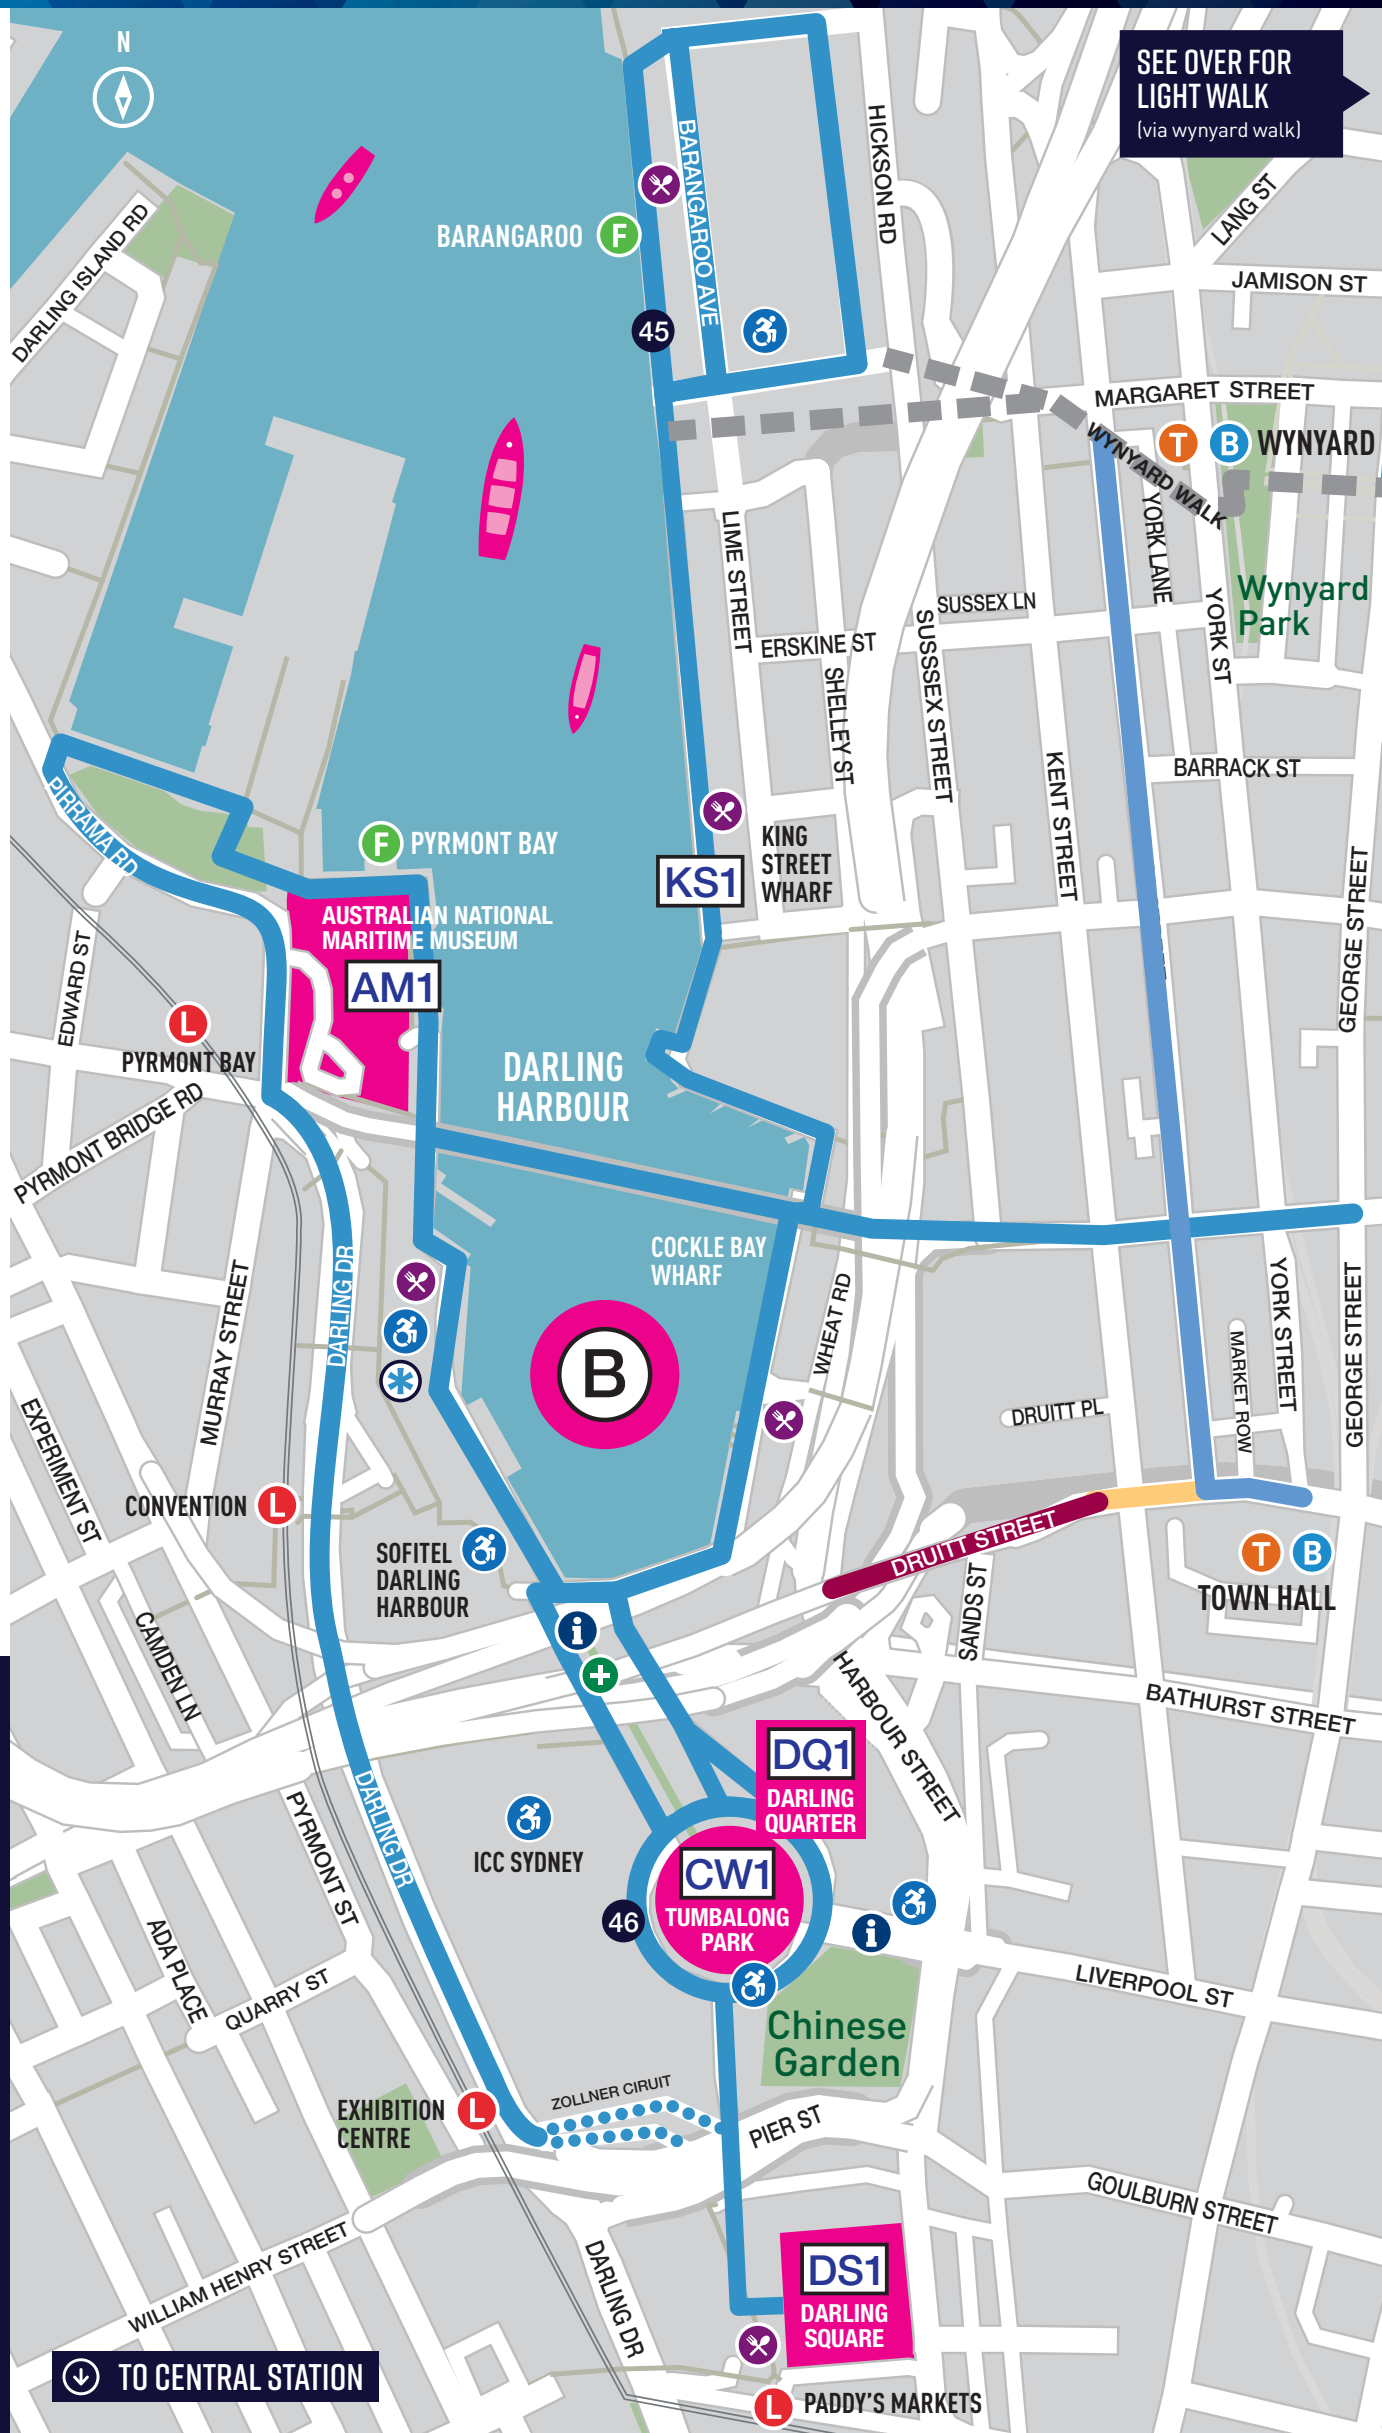 N
SEE OVER FOR
LIGHT WALK
(via wynyard walk)
BARANGAROO AVE
HICKSON RD
LANG ST
DARLING ISLAND RD
BARANGAROO
F
JAMISON ST
45
MARGARET STREET
WYNYARD WALK
T
B
WYNYARD
YORK LANE
LIME STREET
SUSSEX LN
Wynyard
Park
YORK ST
ERSKINE ST
SUSSSEX STREET
SHELLEY ST
BARRACK ST
KENT STREET
PIRRAMA RD
F
PYRMONT BAY
KING
STREET
WHARF
KS1
GEORGE STREET
AUSTRALIAN NATIONAL
MARITIME MUSEUM
AM1
EDWARD ST
L
PYRMONT BAY
DARLING
HARBOUR
PYRMONT BRIDGE RD
COCKLE BAY
WHARF
DARLING DR
MURRAY STREET
WHEAT RD
YORK STREET
GEORGE STREET
MARKET ROW
B
EXPERIMENT ST
DRUITT PL
CONVENTION
L
SOFITEL
DARLING
HARBOUR
DRUITT STREET
T
B
TOWN HALL
SANDS ST
CAMDEN LN
i
HARBOUR STREET
BATHURST STREET
DQ1
DARLING
QUARTER
PYRMONT ST
DARLING DR
ICC SYDNEY
CW1
TUMBALONG
PARK
46
i
ADA PLACE
QUARRY ST
LIVERPOOL ST
Chinese
Garden
EXHIBITION
CENTRE
L
ZOLLNER CIRUIT
PIER ST
GOULBURN STREET
WILLIAM HENRY STREET
DARLING DR
DS1
DARLING
SQUARE
TO CENTRAL STATION
L
PADDY'S MARKETS